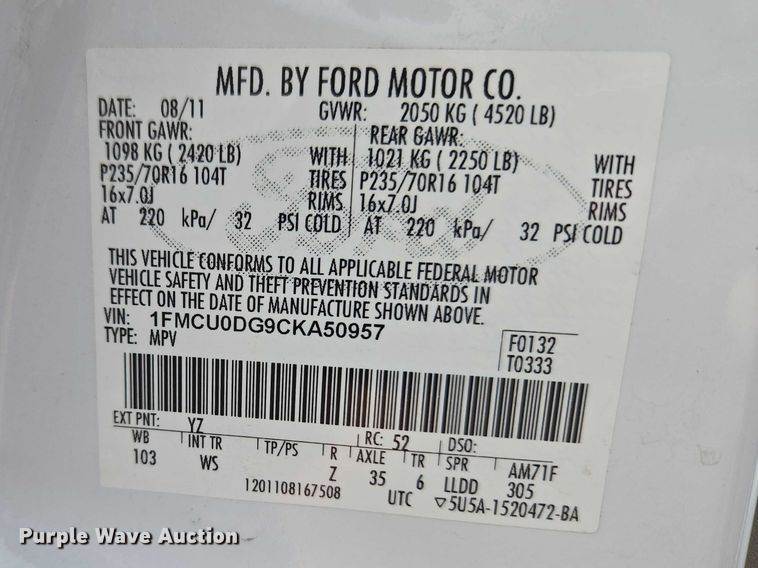 MFD. BY FORD MOTOR CO.
DATE: 08/11 GVWR: 2050 KG ( 4520 LB)
FRONT GAWR: REAR GAWR:
1098 KG ( 2420 LB) WITH 1021 KG ( 2250 LB) WITH
P235/70R16 104T TIRES P235/70R16 104T TIRES
16x7.0J RIMS 16x7.0J RIMS
AT 220 kPa/ 32 PSI COLD AT 220 kPa/ 32 PSI COLD
THIS VEHICLE CONFORMS TO ALL APPLICABLE FEDERAL MOTOR
VEHICLE SAFETY AND THEFT PREVENTION STANDARDS IN
EFFECT ON THE DATE OF MANUFACTURE SHOWN ABOVE.
VIN: 1FMCU0DG9CKA50957
TYPE: MPV F0132
T0333
EXT PNT: YZ RC: 52 DSO:
WB INT TR TP/PS R AXLE TR SPR AM71F
103 WS Z 35 6 LLDD 305
1201108167508 UTC ▽5U5A-1520472-BA
Purple Wave Auction